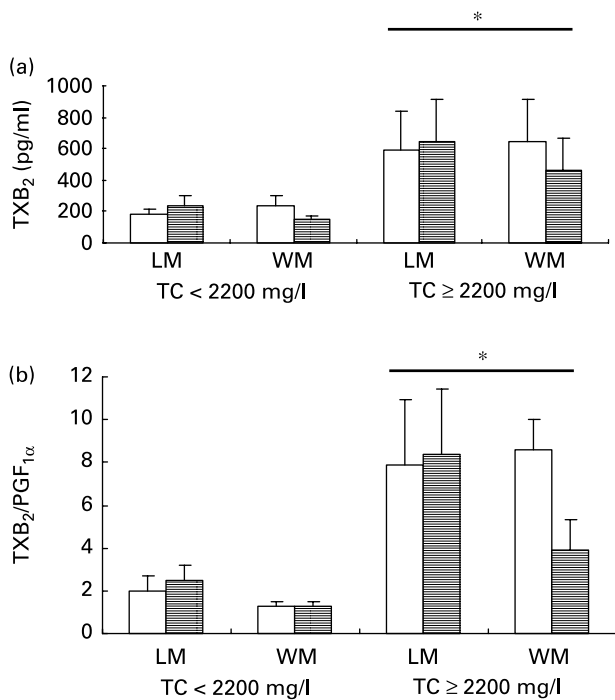 *
(a)
TXB₂ (pg/ml)
1000
800
600
400
200
0
LM WM LM WM
TC < 2200 mg/l TC ≥ 2200 mg/l
*
(b)
TXB₂/PGF₁α
12
10
8
6
4
2
0
LM WM LM WM
TC < 2200 mg/l TC ≥ 2200 mg/l